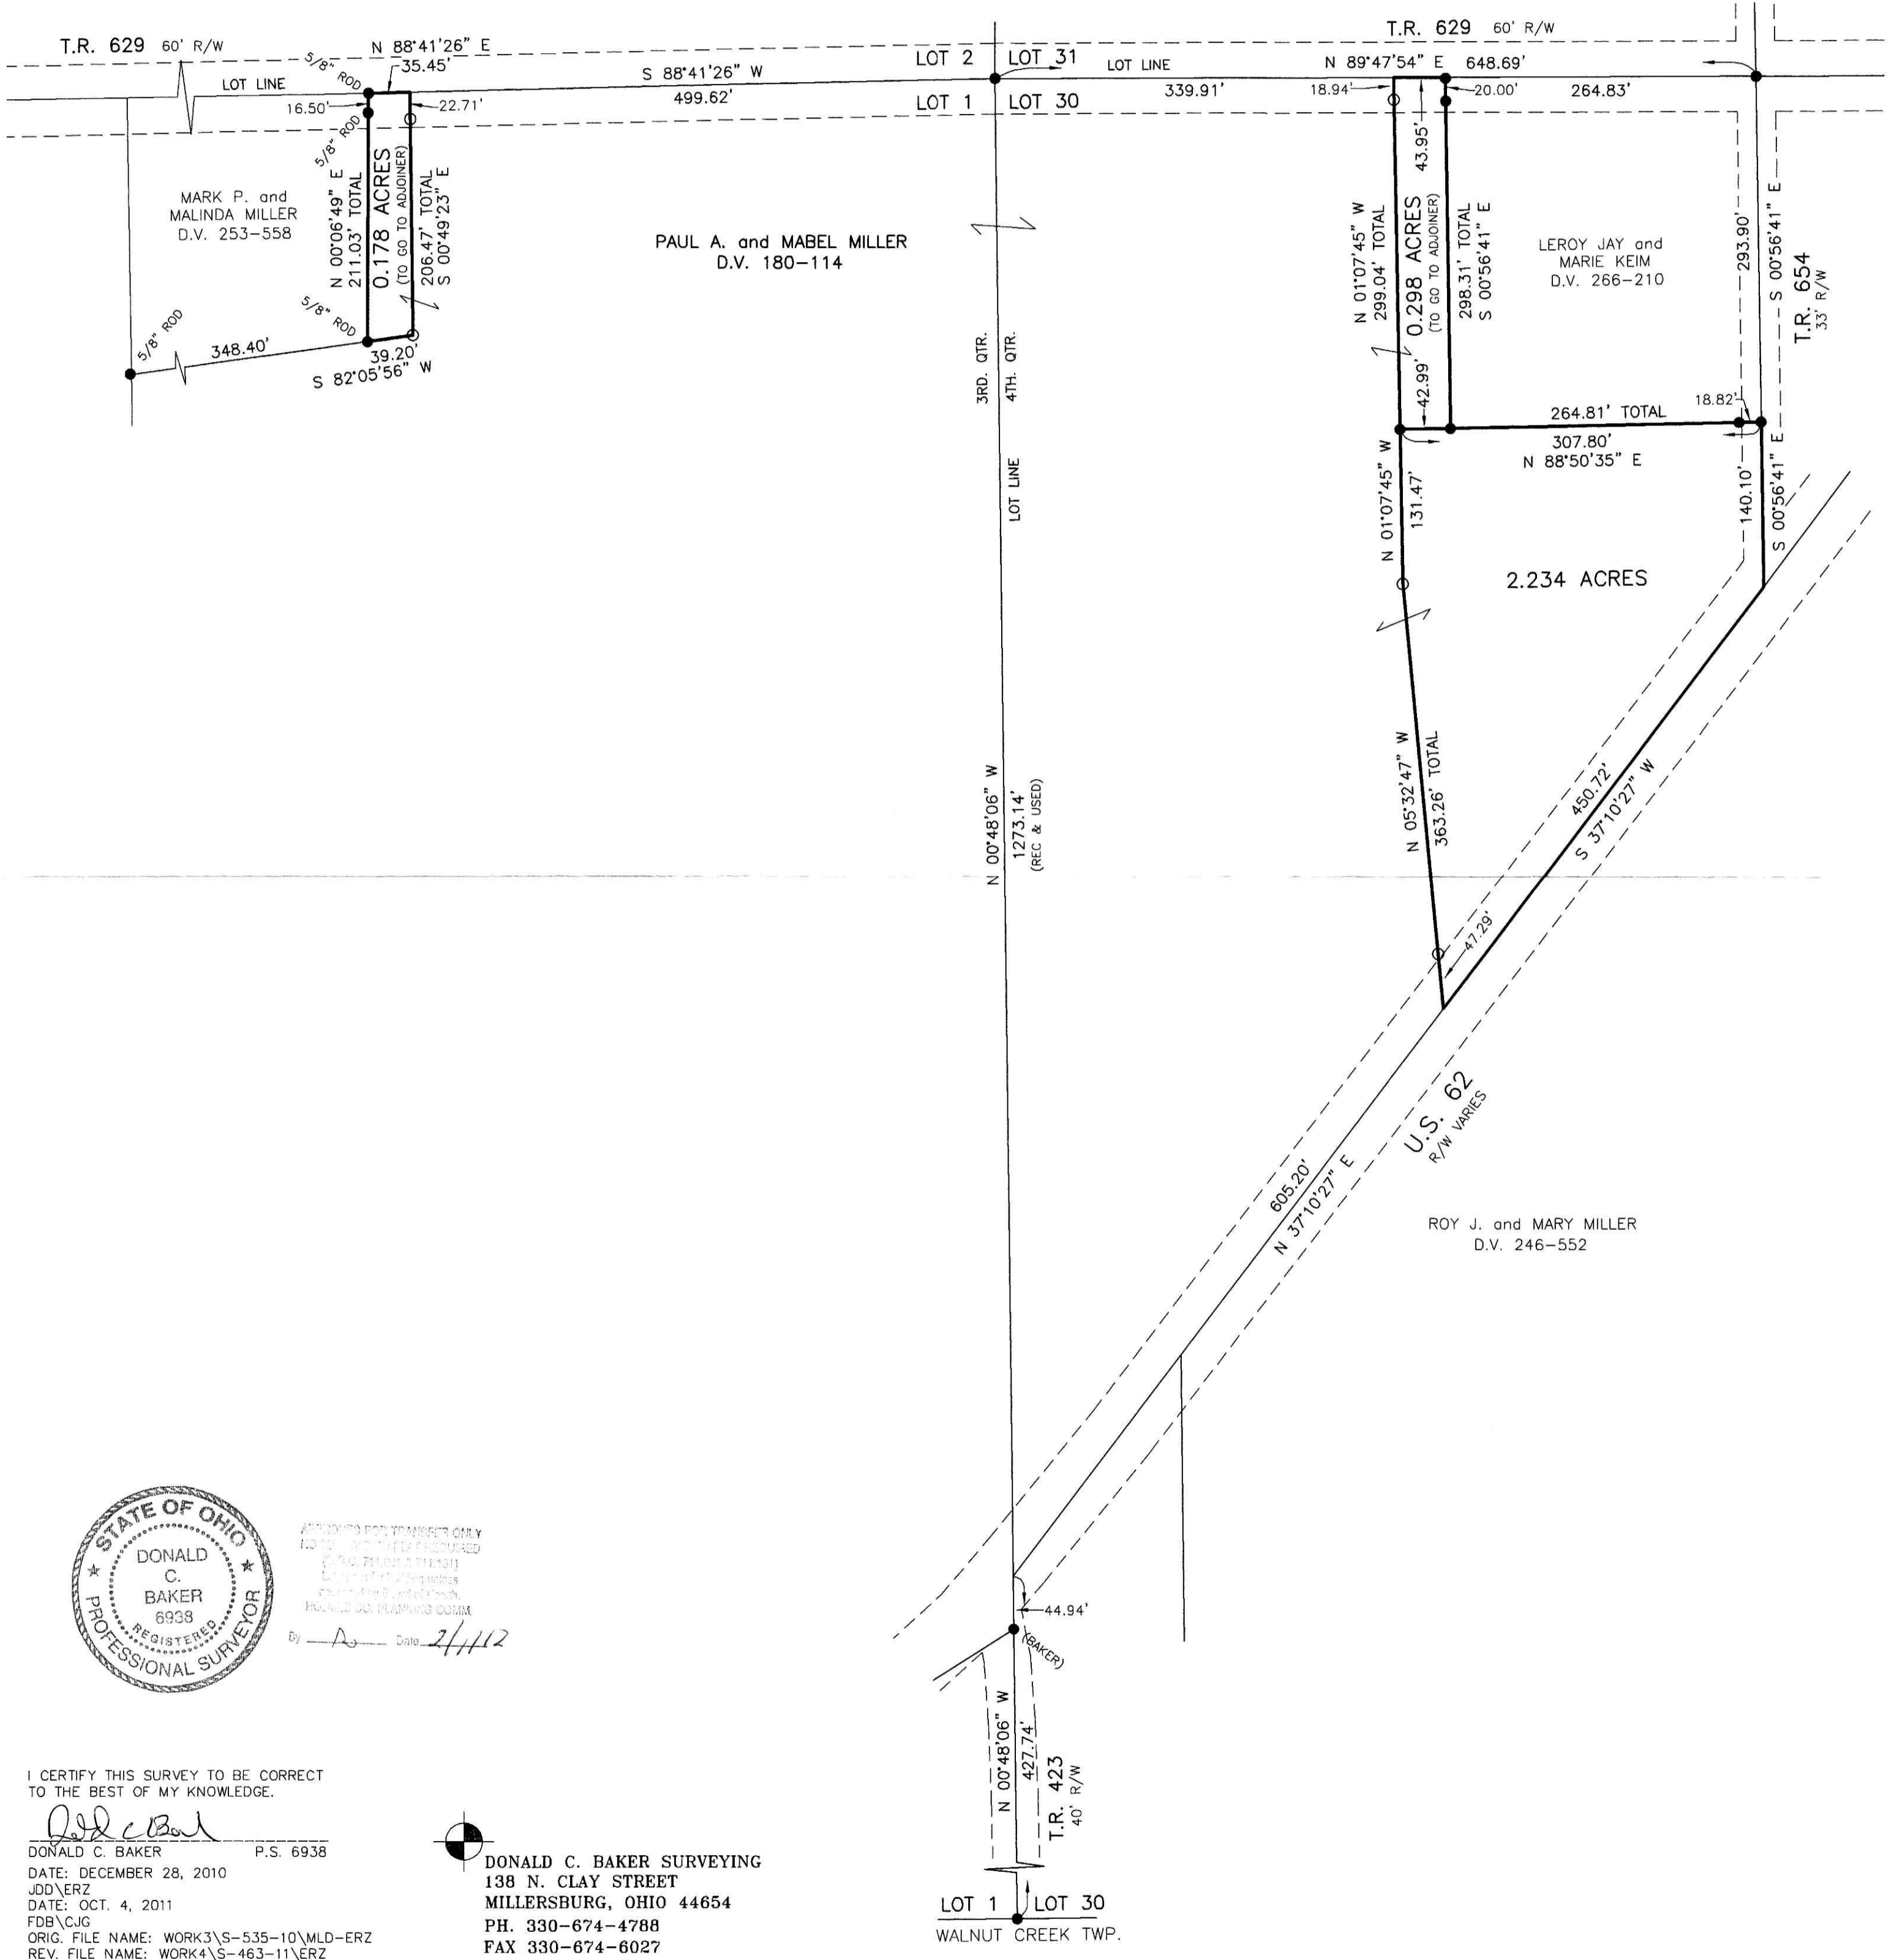 T.R. 629 60' R/W
N 88°41'26" E
35.45'
5/8" ROD
LOT LINE
16.50'
22.71'
5/8" ROD
S 88°41'26" W
499.62'
LOT 2
LOT 31
LOT 1
LOT 30
LOT LINE
T.R. 629 60' R/W
N 89°47'54" E 648.69'
339.91'
18.94'
20.00'
264.83'
43.95'
MARK P. and
MALINDA MILLER
D.V. 253-558
N 00°06'49" E
211.03' TOTAL
0.178 ACRES
(TO GO TO ADJOINER)
206.47' TOTAL
S 00°49'23" E
5/8" ROD
5/8" ROD
348.40'
39.20'
S 82°05'56" W
PAUL A. and MABEL MILLER
D.V. 180-114
3RD. QTR.
4TH. QTR.
LOT LINE
N 01°07'45" W
299.04' TOTAL
0.298 ACRES
(TO GO TO ADJOINER)
298.31' TOTAL
S 00°56'41" E
LEROY JAY and
MARIE KEIM
D.V. 266-210
293.90'
S 00°56'41" E
T.R. 654
33' R/W
42.99'
264.81' TOTAL
18.82'
307.80'
N 88°50'35" E
N 01°07'45" W
131.47'
140.10'
S 00°56'41" E
2.234 ACRES
N 05°32'47" W
363.26' TOTAL
450.72'
S 37°10'27" W
47.29'
N 00°48'06" W
1273.14'
(REC & USED)
U.S. 62
R/W VARIES
605.20'
N 37°10'27" E
ROY J. and MARY MILLER
D.V. 246-552
44.94'
(BAKER)
N 00°48'06" W
427.74'
T.R. 423
40' R/W
LOT 1
LOT 30
WALNUT CREEK TWP.
STATE OF OHIO
DONALD
C.
BAKER
6938
REGISTERED
PROFESSIONAL SURVEYOR
FOR TRANSFER ONLY
PLANNING COMM.
By Date 2/1/12
I CERTIFY THIS SURVEY TO BE CORRECT
TO THE BEST OF MY KNOWLEDGE.
DONALD C. BAKER P.S. 6938
DATE: DECEMBER 28, 2010
JDD\ERZ
DATE: OCT. 4, 2011
FDB\CJG
ORIG. FILE NAME: WORK3\S-535-10\MLD-ERZ
REV. FILE NAME: WORK4\S-463-11\ERZ
DONALD C. BAKER SURVEYING
138 N. CLAY STREET
MILLERSBURG, OHIO 44654
PH. 330-674-4788
FAX 330-674-6027